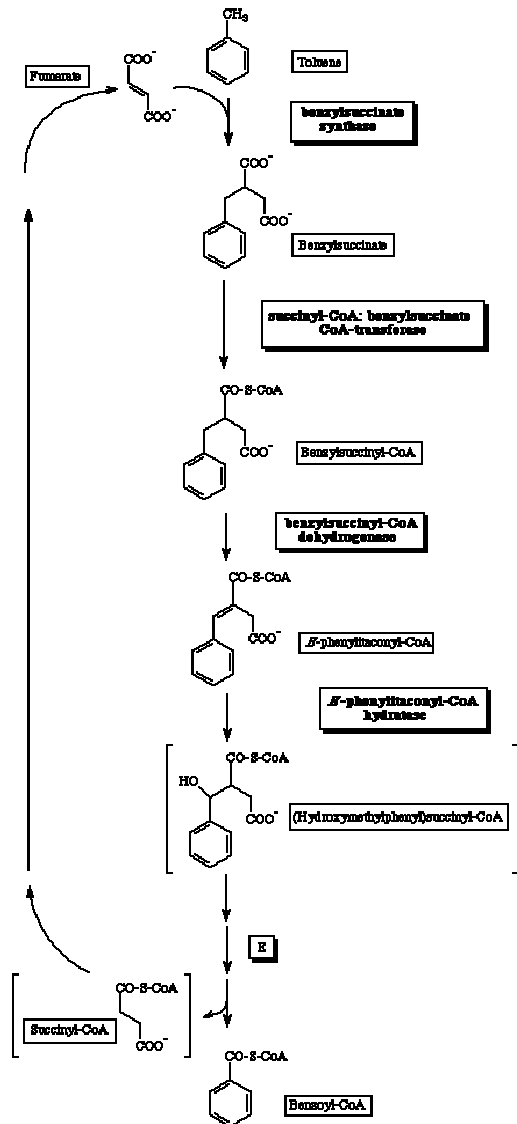 CH3
Fumarate
COO-
COO-
Toluene
benzylsuccinate
synthase
COO-
COO-
Benzylsuccinate
succinyl-CoA: benzylsuccinate
CoA-transferase
CO-S-CoA
COO-
Benzylsuccinyl-CoA
benzylsuccinyl-CoA
dehydrogenase
CO-S-CoA
COO-
E-phenylitaconyl-CoA
E-phenylitaconyl-CoA
hydratase
CO-S-CoA
HO
COO-
(Hydroxymethylphenyl)succinyl-CoA
E
CO-S-CoA
Succinyl-CoA
COO-
CO-S-CoA
Benzoyl-CoA